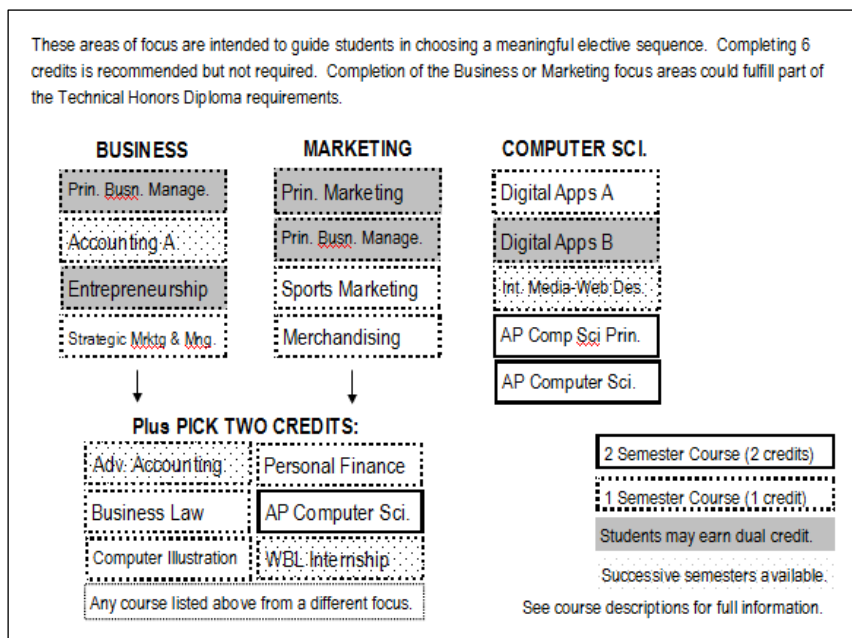 These areas of focus are intended to guide students in choosing a meaningful elective sequence.  Completing 6
credits is recommended but not required.  Completion of the Business or Marketing focus areas could fulfill part of
the Technical Honors Diploma requirements.
BUSINESS
Prin. Busn. Manage.
Accounting A
Entrepreneurship
Strategic Mrktg & Mng.
MARKETING
Prin. Marketing
Prin. Busn. Manage.
Sports Marketing
Merchandising
COMPUTER SCI.
Digital Apps A
Digital Apps B
Int. Media-Web Des.
AP Comp Sci Prin.
AP Computer Sci.
Plus PICK TWO CREDITS:
Adv. Accounting
Personal Finance
Business Law
AP Computer Sci.
Computer Illustration
WBL Internship
Any course listed above from a different focus.
2 Semester Course (2 credits)
1 Semester Course (1 credit)
Students may earn dual credit.
Successive semesters available.
See course descriptions for full information.